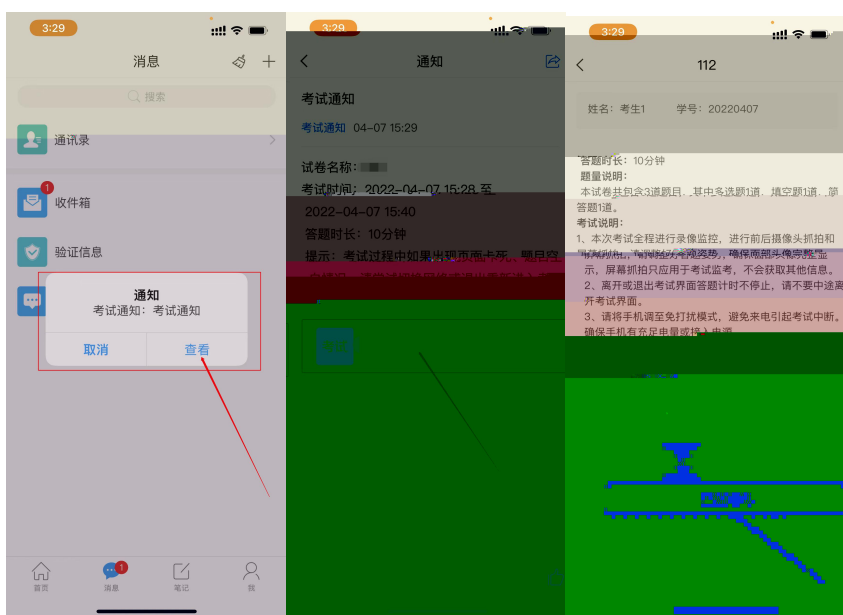 3:29
消息
搜索
通讯录
1
收件箱
验证信息
通知
考试通知：考试通知
取消
查看
首页
1
消息
笔记
我
3:29
通知
考试通知
考试通知 04-07 15:29
试卷名称：
考试时间：2022-04-07 15:28 至
2022-04-07 15:40
答题时长：10分钟
提示：考试过程中如果出现页面卡死、题目空
3:29
112
姓名：考生1 学号：20220407
答题时长：10分钟
题量说明：
本试卷共包含3道题目，其中多选题1道，填空题1道，简
答题1道。
考试说明：
1、本次考试全程进行录像监控，进行前后摄像头抓拍和
确保面部头像完整显
示，屏幕抓拍只应用于考试监考，不会获取其他信息。
2、离开或退出考试界面答题计时不停止，请不要中途离
开考试界面。
3、请将手机调至免打扰模式，避免来电引起考试中断。
确保手机有充足电量或接入电源